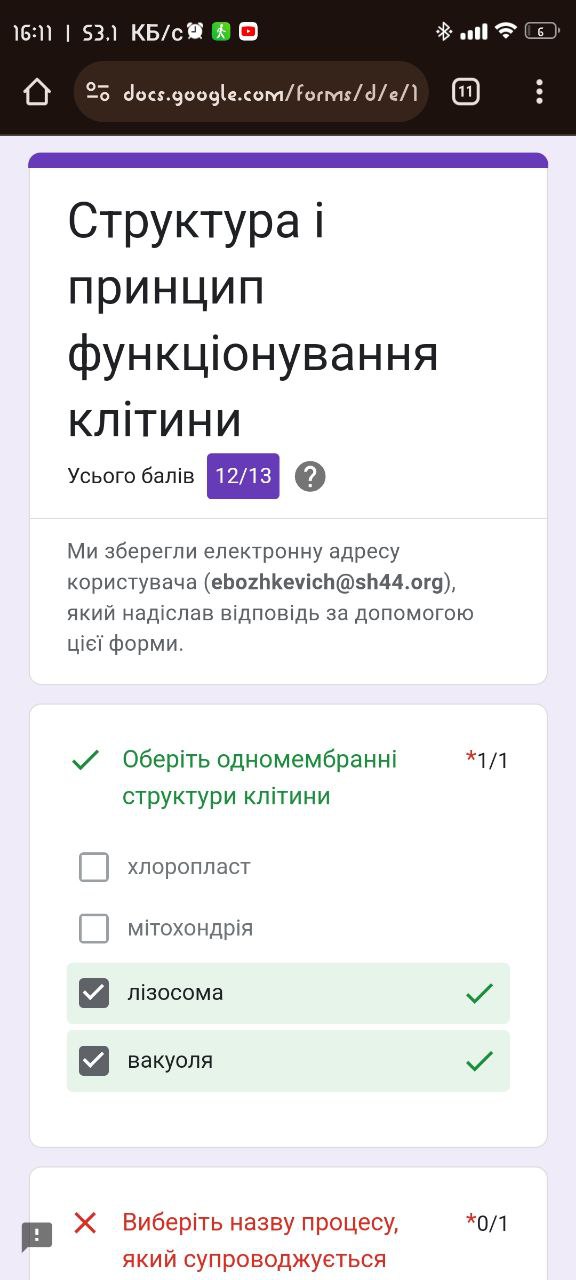 16:11 | 53.1 КБ/с 6
docs.google.com/forms/d/e/1 11
Структура і
принцип
функціонування
клітини
Усього балів 12/13 ?
Ми зберегли електронну адресу
користувача (ebozhkevich@sh44.org),
який надіслав відповідь за допомогою
цієї форми.
Оберіть одномембранні *1/1
структури клітини
хлоропласт
мітохондрія
лізосома
вакуоля
Виберіть назву процесу, *0/1
який супроводжується